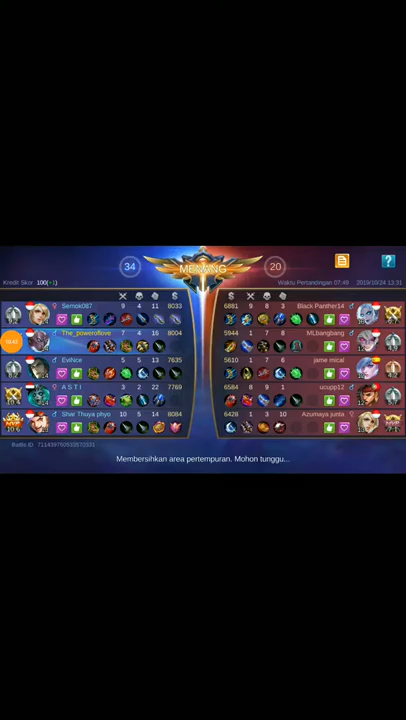 34 MENANG 20
Kredit Skor 100(+1) Waktu Pertandingan 07:49 2019/10/24 13:31
Semok087 9 4 11 8033
6881 9 8 3 Black Panther14
The_poweroflove 7 4 16 8004
5944 1 7 8 MLbangbang
EviNice 5 5 13 7635
5610 1 7 6 jame mical
A S T I 3 2 22 7769
6584 8 9 1 ucupp12
Shar Thuya phyo 10 5 14 8084
6428 1 3 10 Azumaya junta
Membersihkan area pertempuran. Mohon tunggu...